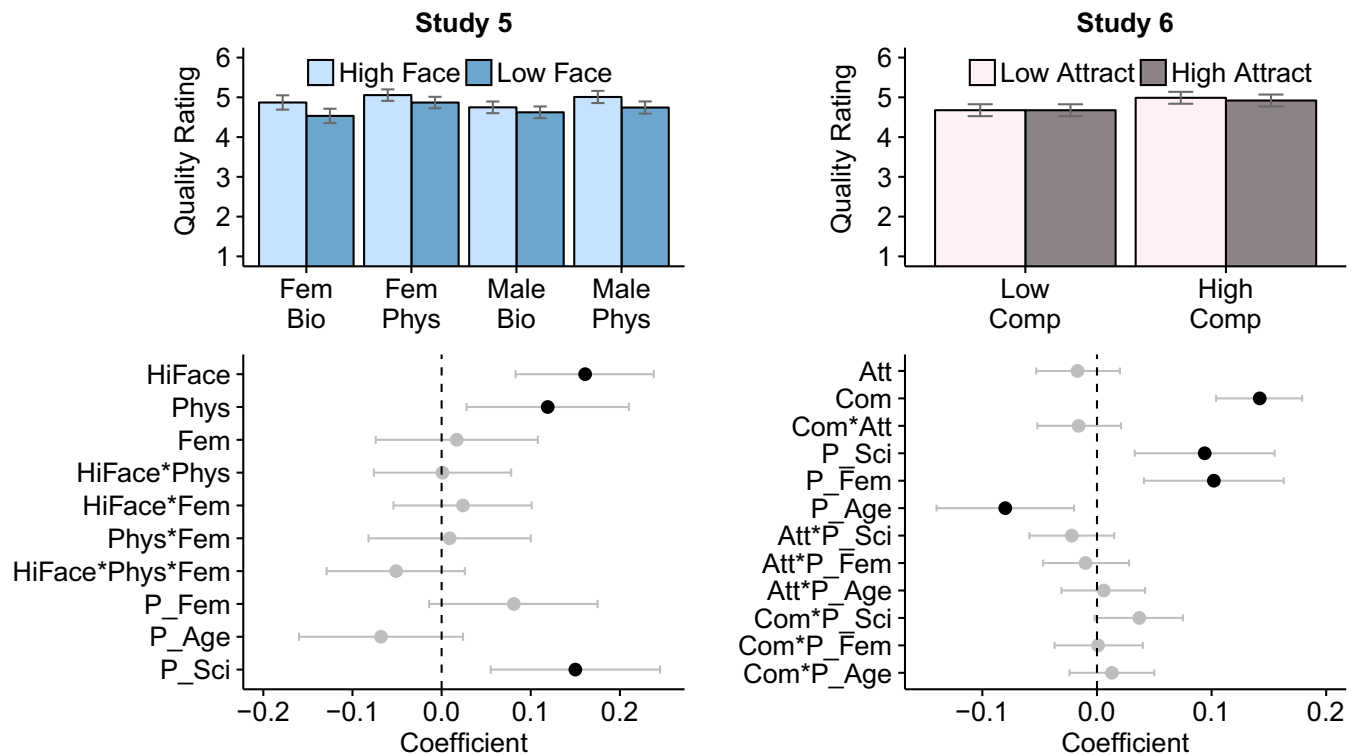 Study 5
6
5
4
3
2
1
Quality Rating
High Face
Low Face
Fem
Bio
Fem
Phys
Male
Bio
Male
Phys
HiFace
Phys
Fem
HiFace*Phys
HiFace*Fem
Phys*Fem
HiFace*Phys*Fem
P_Fem
P_Age
P_Sci
−0.2 −0.1 0.0 0.1 0.2
Coefficient
Study 6
6
5
4
3
2
1
Quality Rating
Low Attract
High Attract
Low
Comp
High
Comp
Att
Com
Com*Att
P_Sci
P_Fem
P_Age
Att*P_Sci
Att*P_Fem
Att*P_Age
Com*P_Sci
Com*P_Fem
Com*P_Age
−0.1 0.0 0.1 0.2
Coefficient